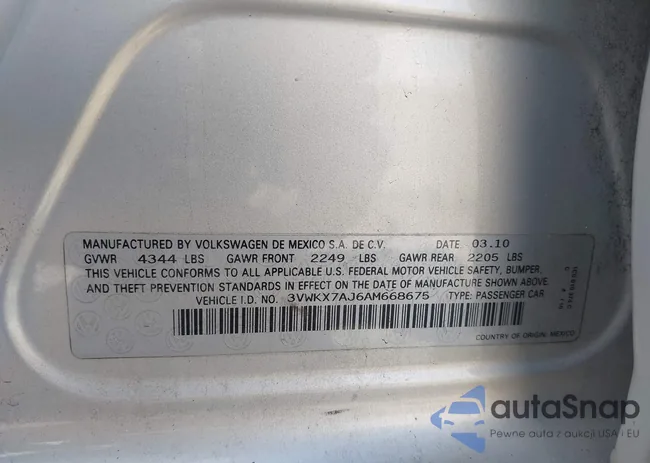 MANUFACTURED BY VOLKSWAGEN DE MEXICO S.A. DE C.V. DATE 03.10
GVWR 4344 LBS GAWR FRONT 2249 LBS GAWR REAR 2205 LBS
THIS VEHICLE CONFORMS TO ALL APPLICABLE U.S. FEDERAL MOTOR VEHICLE SAFETY, BUMPER,
AND THEFT PREVENTION STANDARDS IN EFFECT ON THE DATE OF MANUFACTURE SHOWN ABOVE.
VEHICLE I.D. NO. 3VWKX7AJ6AM668675 TYPE: PASSENGER CAR
COUNTRY OF ORIGIN: MEXICO
autaSnap
Pewne auta z aukcji USA i EU